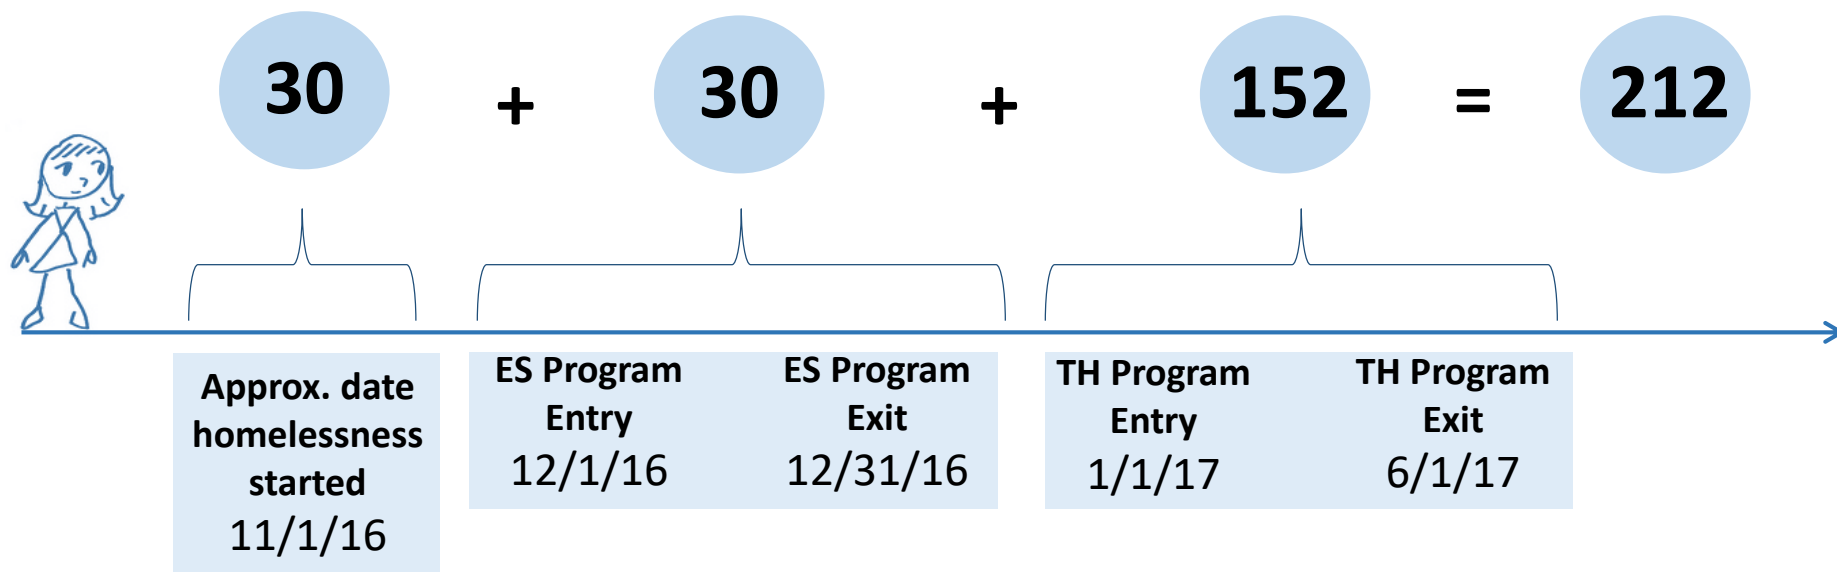 30 + 30 + 152 = 212
Approx. date
homelessness
started
11/1/16
ES Program
Entry
12/1/16
ES Program
Exit
12/31/16
TH Program
Entry
1/1/17
TH Program
Exit
6/1/17